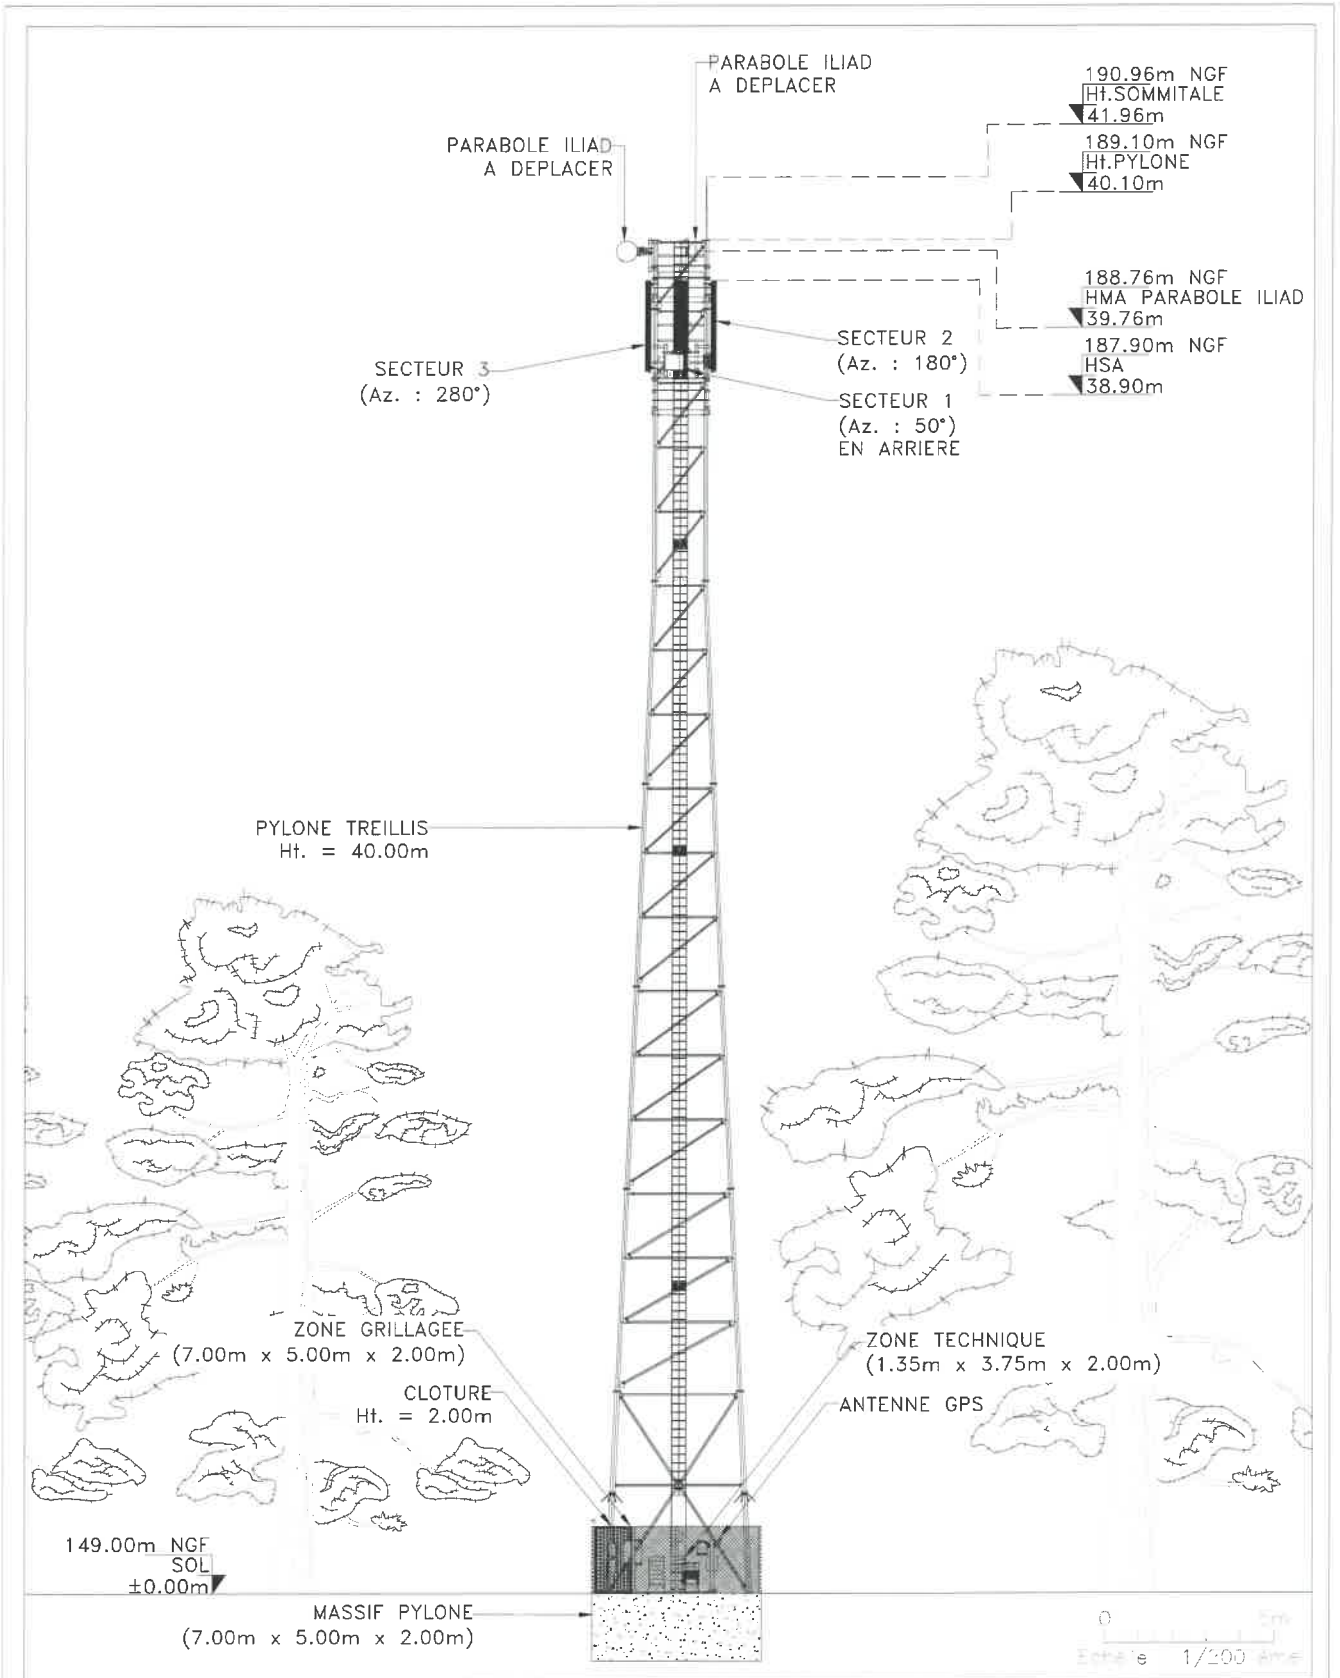 PARABOLE ILIAD
A DEPLACER
PARABOLE ILIAD
A DEPLACER
190.96m NGF
Ht.SOMMITALE
41.96m
189.10m NGF
Ht.PYLONE
40.10m
188.76m NGF
HMA PARABOLE ILIAD
39.76m
187.90m NGF
HSA
38.90m
SECTEUR 2
(Az. : 180°)
SECTEUR 3
(Az. : 280°)
SECTEUR 1
(Az. : 50°)
EN ARRIERE
PYLONE TREILLIS
Ht. = 40.00m
ZONE GRILLAGEE
(7.00m x 5.00m x 2.00m)
CLOTURE
Ht. = 2.00m
ZONE TECHNIQUE
(1.35m x 3.75m x 2.00m)
ANTENNE GPS
149.00m NGF
SOL
±0.00m
MASSIF PYLONE
(7.00m x 5.00m x 2.00m)
0 5m
Echelle 1/200 ème